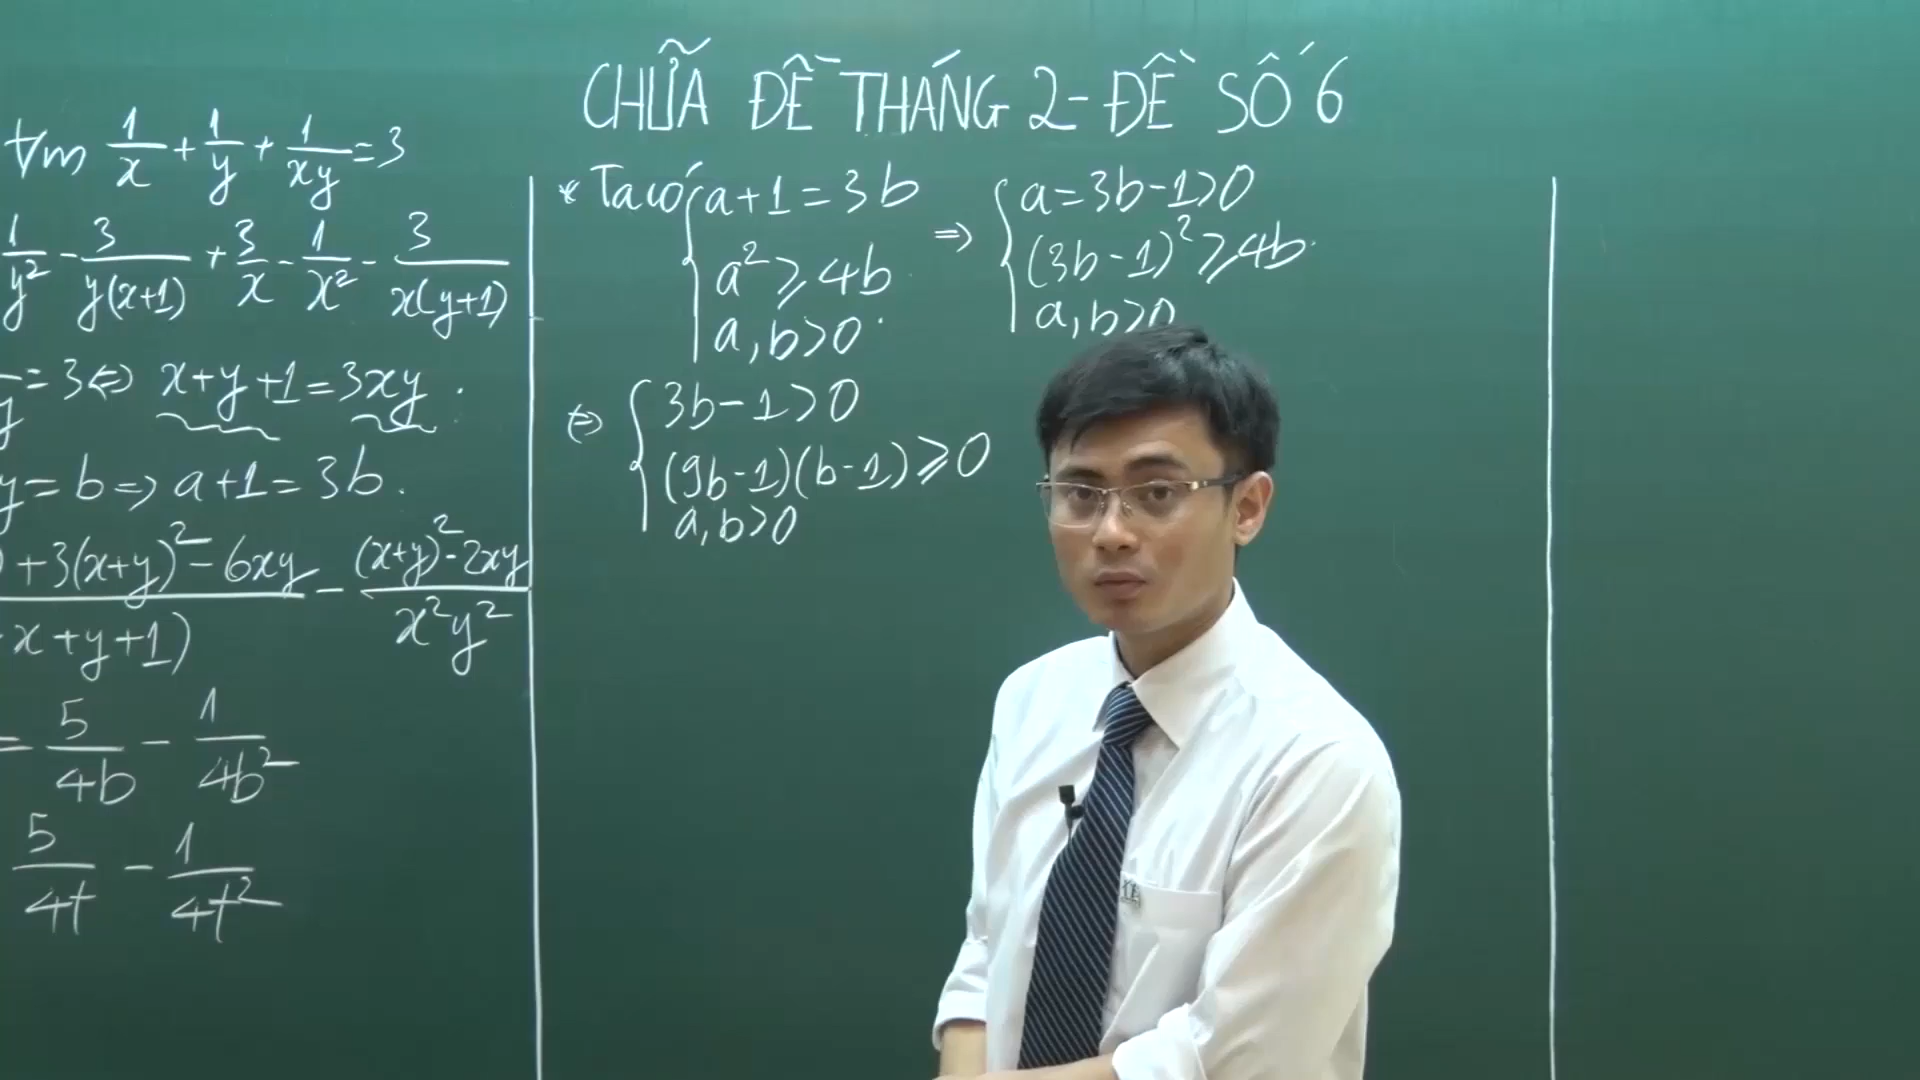 CHỮA ĐỀ THÁNG 2 - ĐỀ SỐ 6
t/m 1/x + 1/y + 1/xy = 3
1/y² - 3/y(x+1) + 3/x - 1/x² - 3/x(y+1)
= 3 ⇔ x+y+1 = 3xy.
y = b ⇒ a+1 = 3b.
) + 3(x+y)² - 6xy / x+y+1) - (x+y)² - 2xy / x²y²
= 5/4b - 1/4b²
5/4t - 1/4t²
* Ta có { a+1 = 3b
a² ⩾ 4b
a, b > 0.
⇒ { a = 3b-1 > 0
(3b-1)² ⩾ 4b.
a, b > 0
⇔ { 3b-1 > 0
(9b-1)(b-1) ⩾ 0
a, b > 0